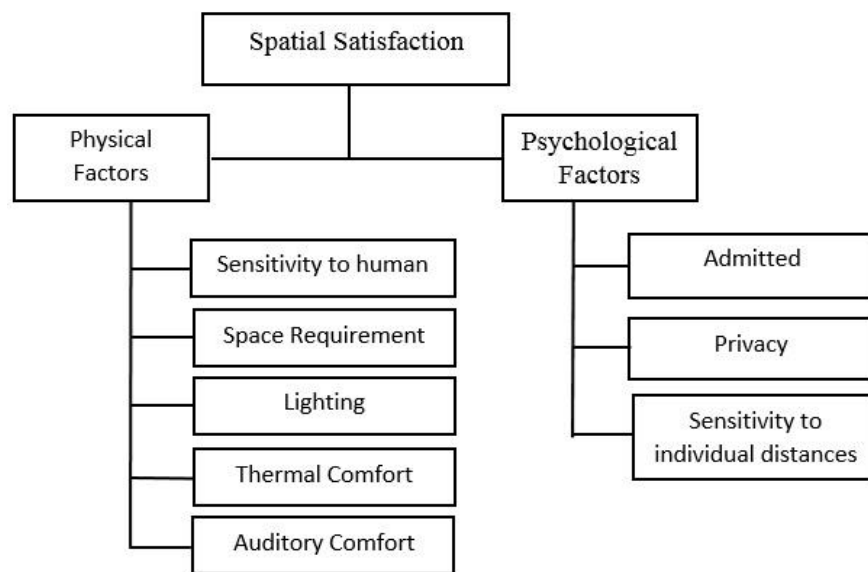 Spatial Satisfaction
Physical
Factors
Sensitivity to human
Space Requirement
Lighting
Thermal Comfort
Auditory Comfort
Psychological
Factors
Admitted
Privacy
Sensitivity to
individual distances